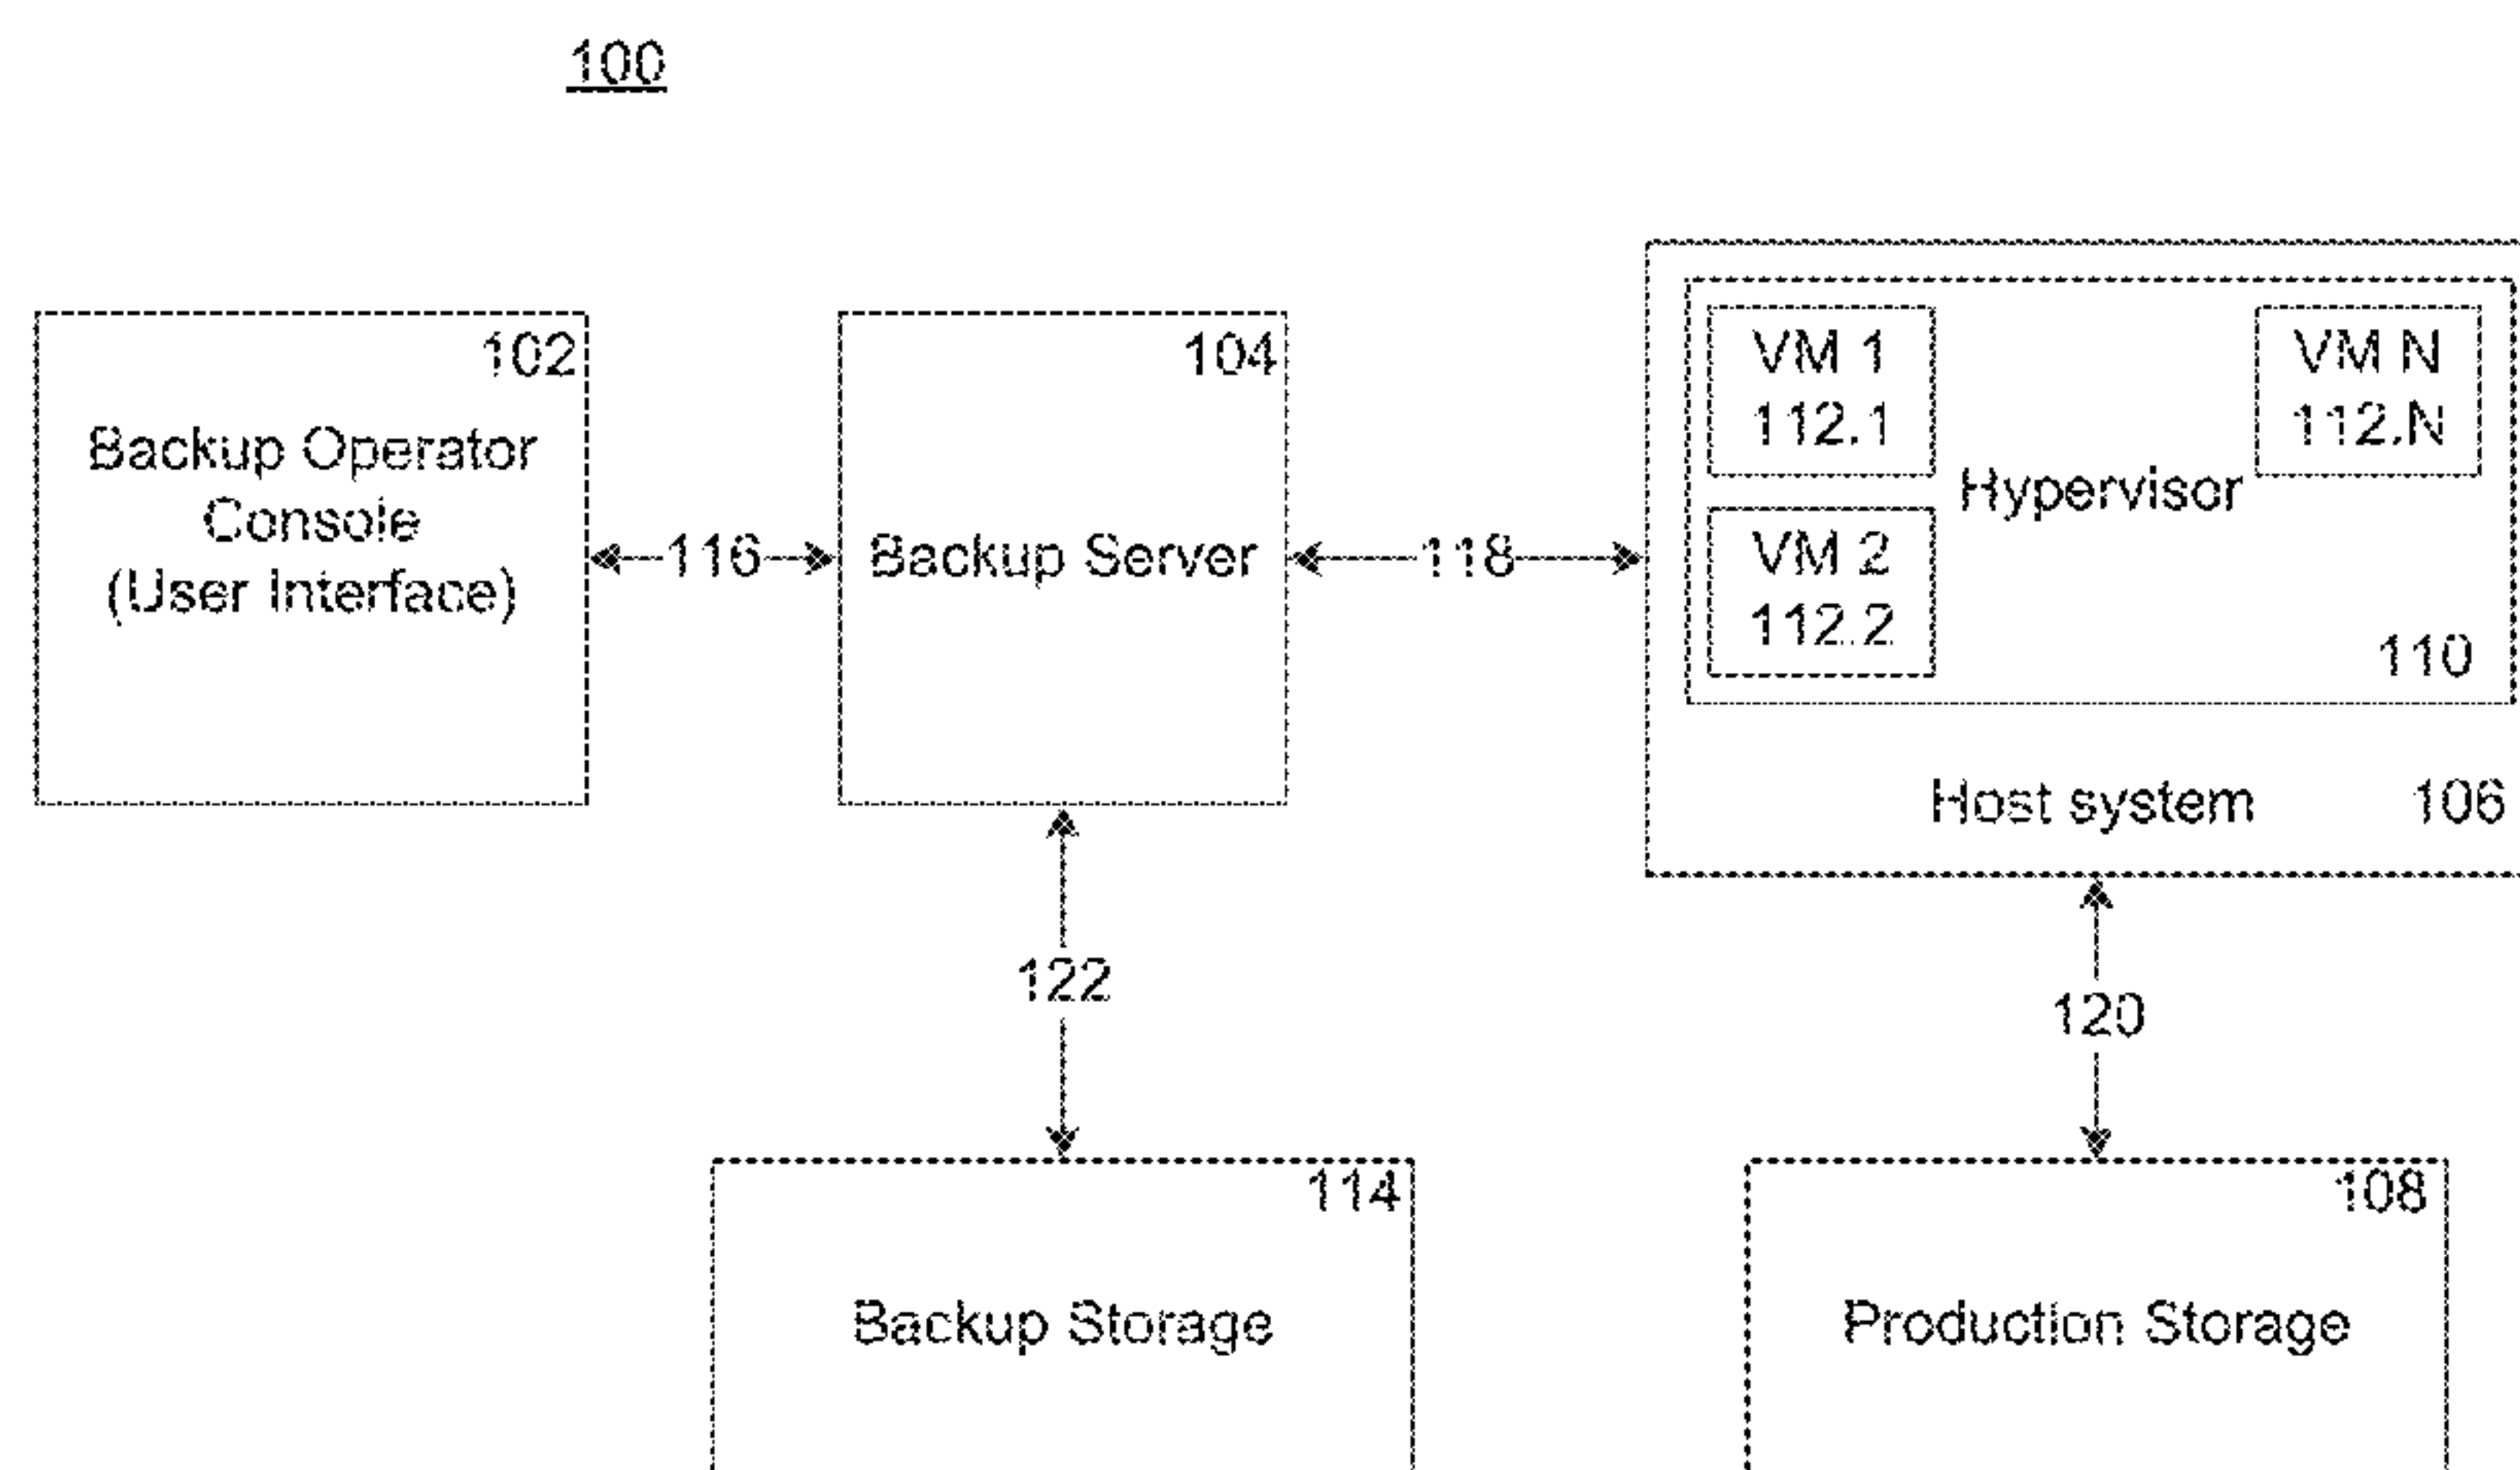 100
102
Backup Operator
Console
(User Interface)
116
104
Backup Server
118
VM 1
112.1
VM N
112.N
Hypervisor
VM 2
112.2
110
Host system
106
122
120
114
Backup Storage
108
Production Storage